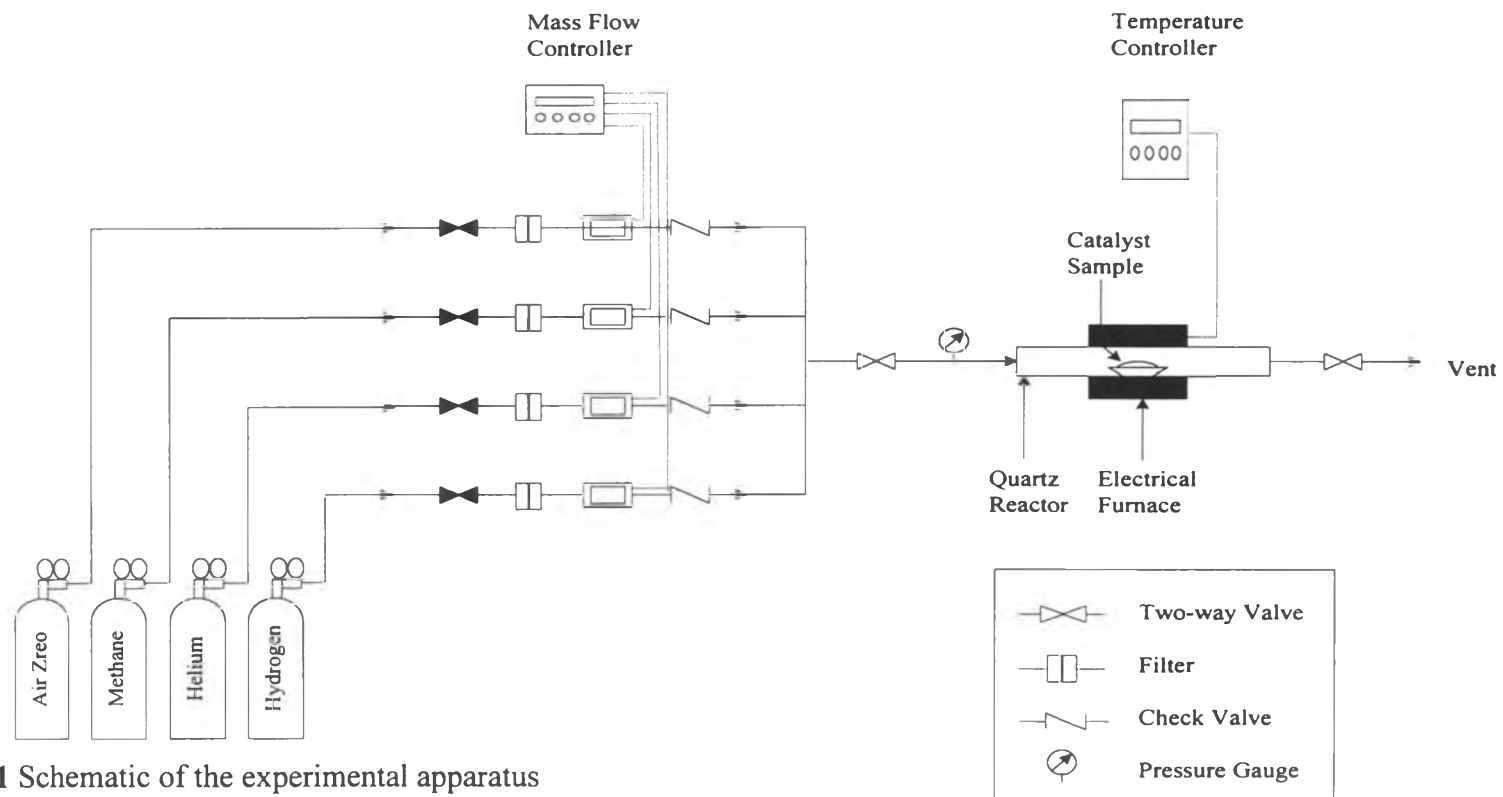 Mass Flow
Controller
Temperature
Controller
Catalyst
Sample
Vent
Quartz
Reactor
Electrical
Furnace
Air Zreo
Methane
Helium
Hydrogen
Two-way Valve
Filter
Check Valve
Pressure Gauge
1 Schematic of the experimental apparatus